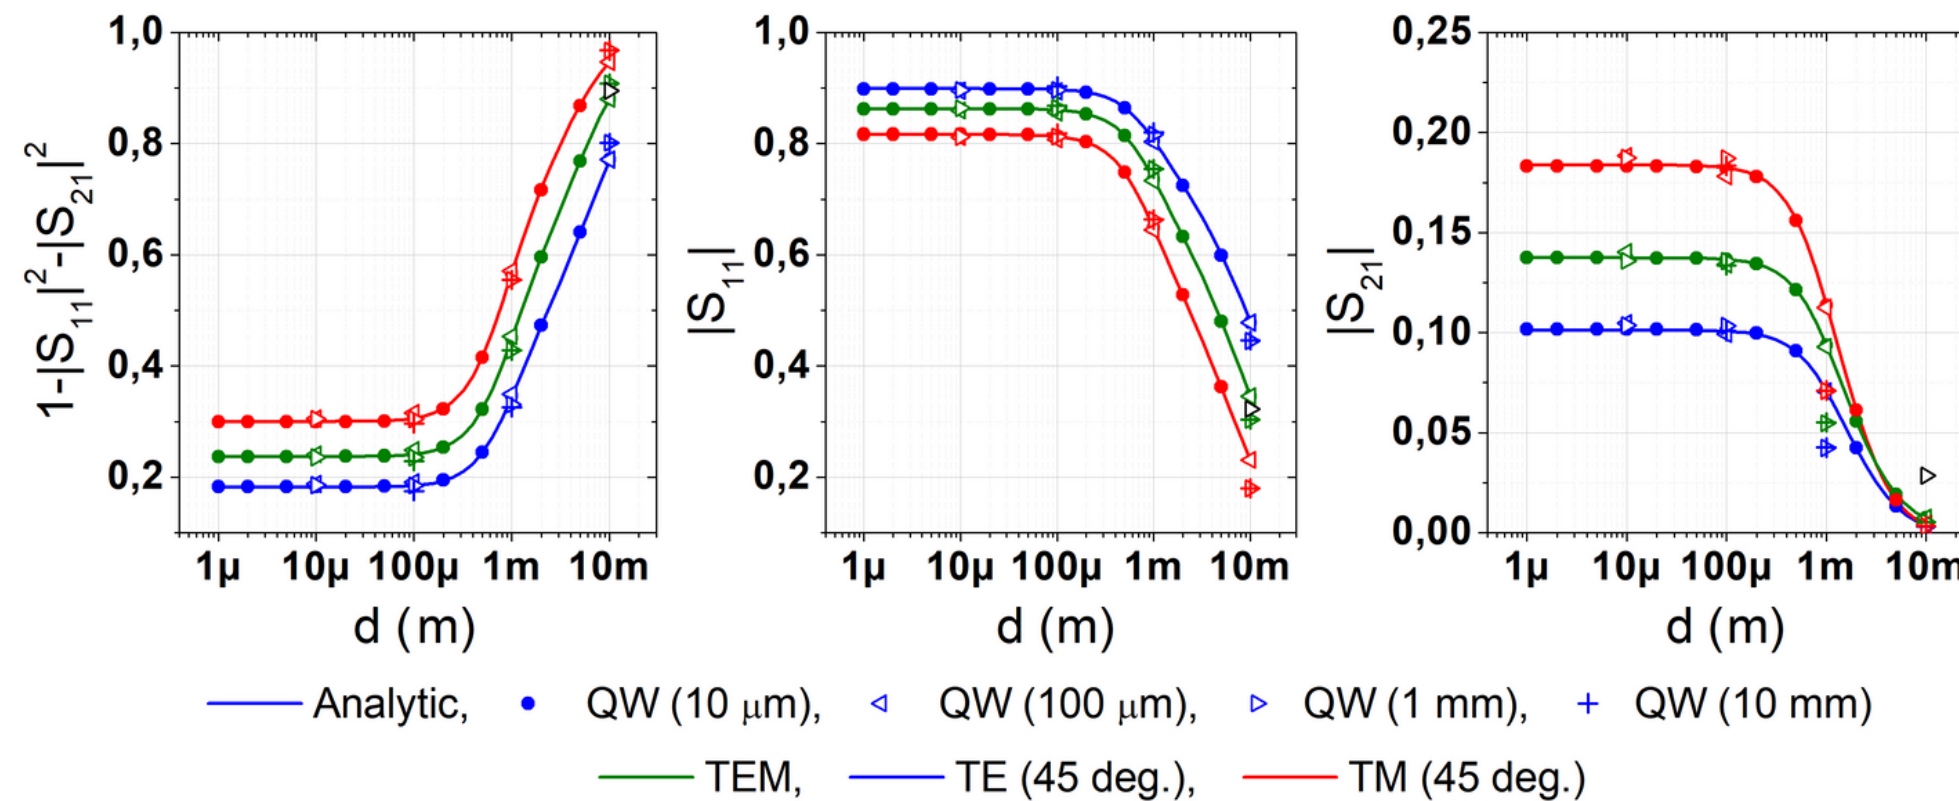 1-|S11|²-|S21|²
1,0
0,8
0,6
0,4
0,2
1µ 10µ 100µ 1m 10m
d (m)
|S11|
1,0
0,8
0,6
0,4
0,2
1µ 10µ 100µ 1m 10m
d (m)
|S21|
0,25
0,20
0,15
0,10
0,05
0,00
1µ 10µ 100µ 1m 10m
d (m)
Analytic, QW (10 µm), QW (100 µm), QW (1 mm), QW (10 mm)
TEM, TE (45 deg.), TM (45 deg.)